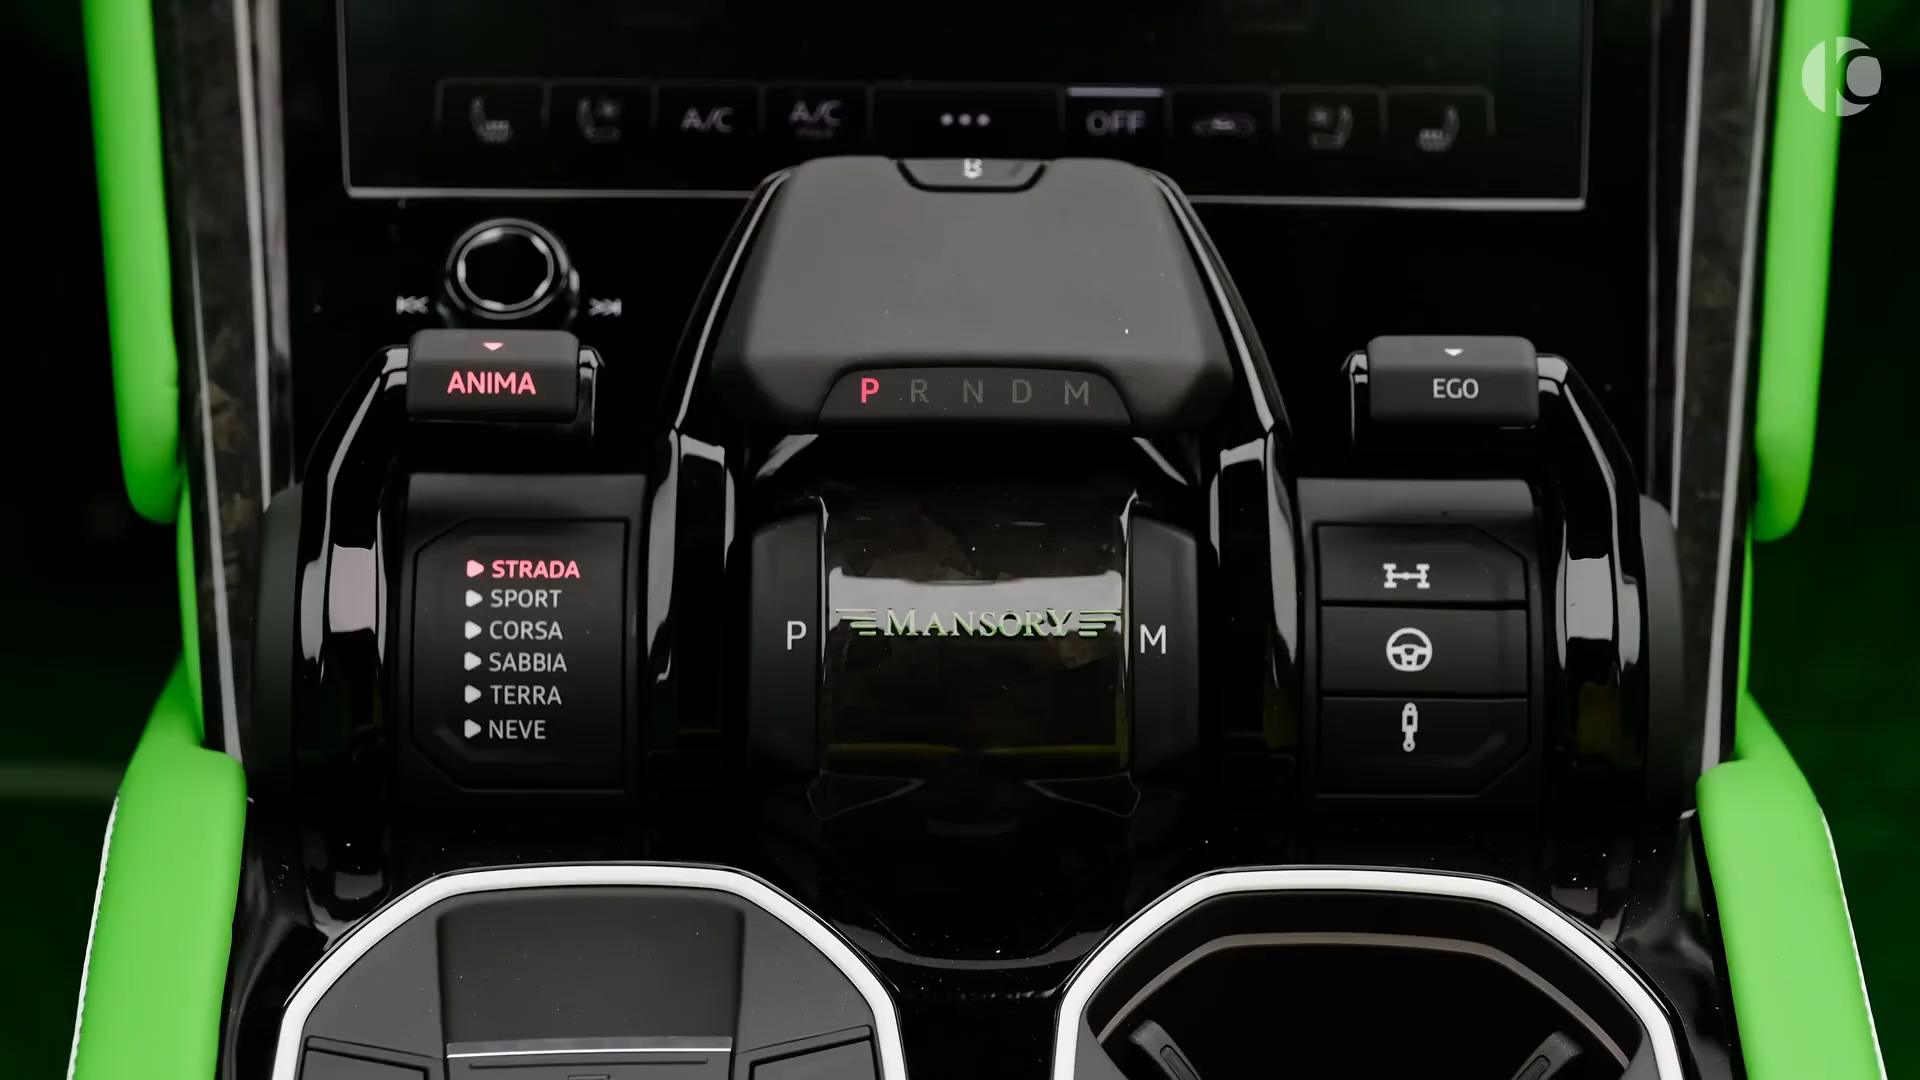 A/C
A/C
OFF
ANIMA
P R N D M
EGO
STRADA
SPORT
CORSA
SABBIA
TERRA
NEVE
P
MANSORY
M